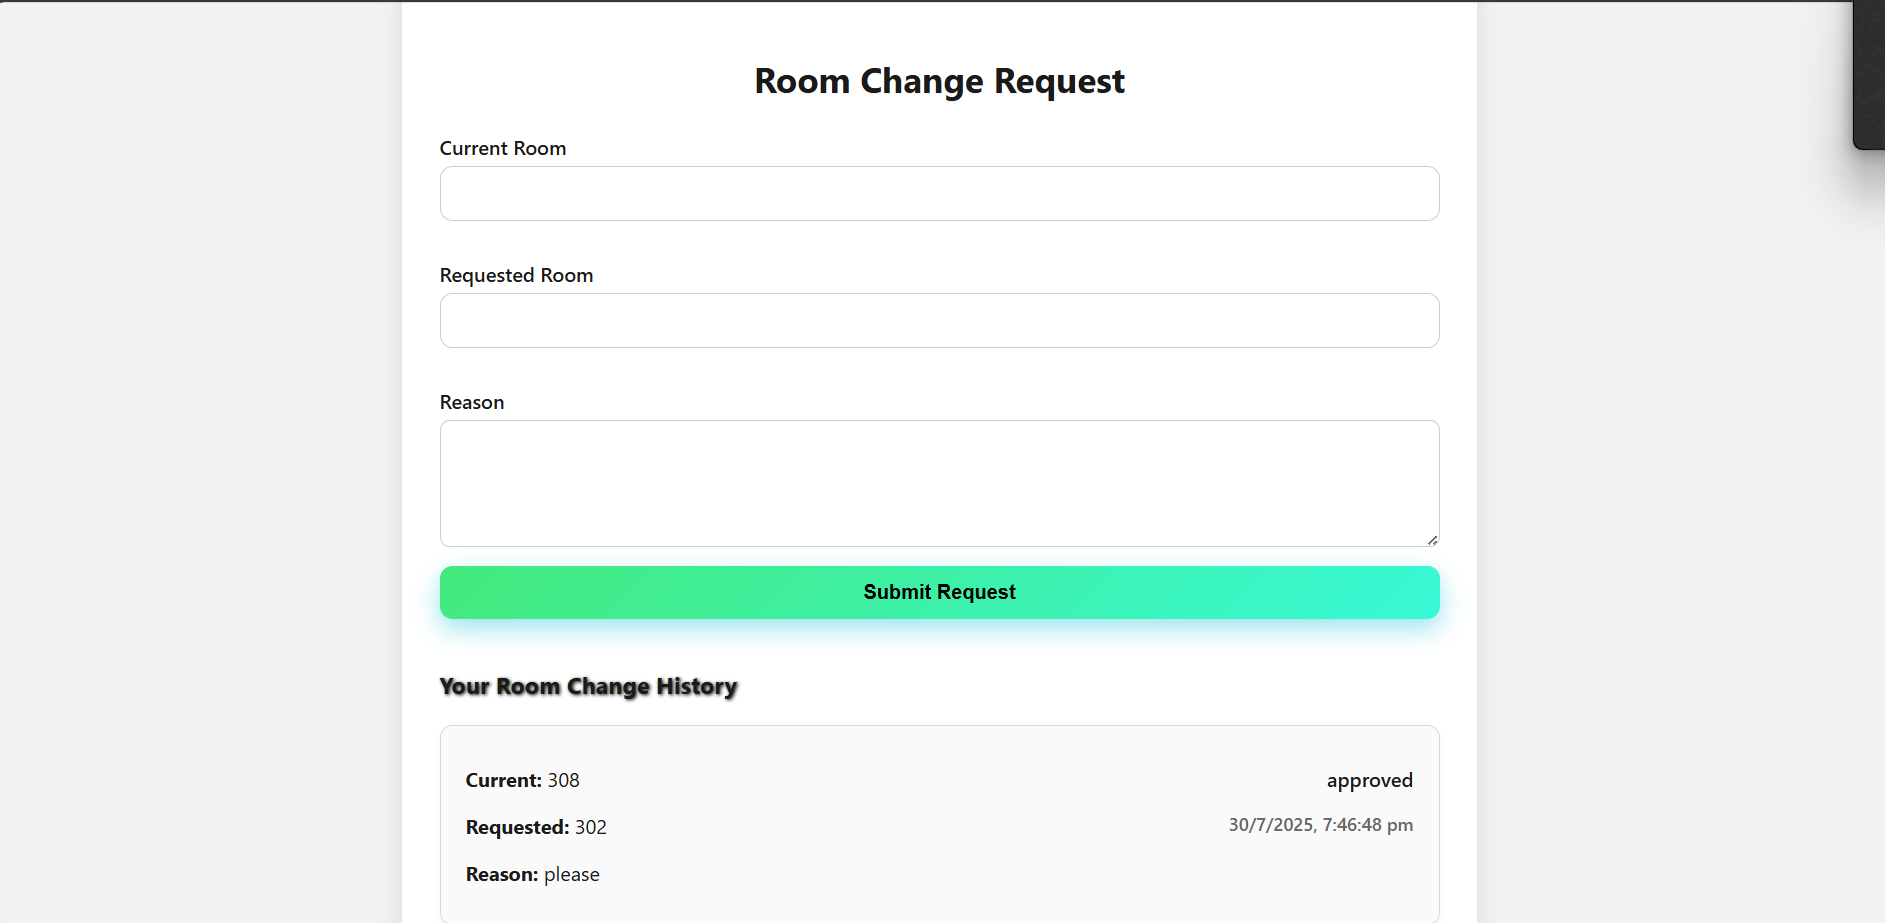 Room Change Request
Current Room
Requested Room
Reason
Submit Request
Your Room Change History
Current: 308
approved
Requested: 302
30/7/2025, 7:46:48 pm
Reason: please